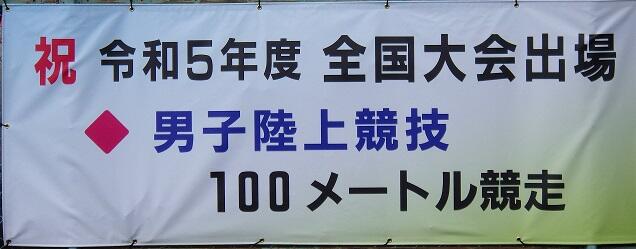 祝 令和5年度 全国大会出場
◆ 男子陸上競技
100メートル競走